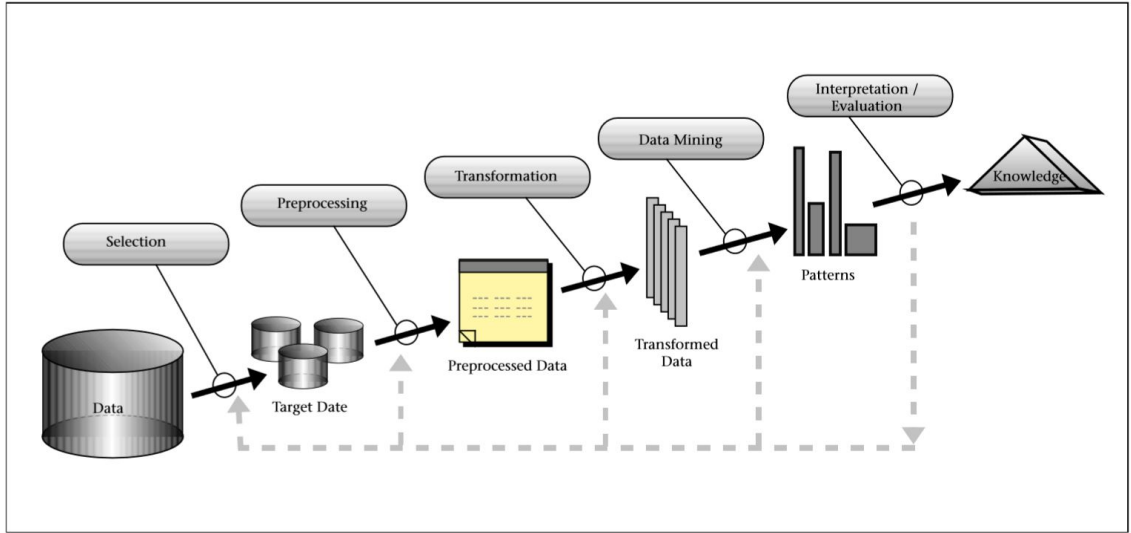 Interpretation /
Evaluation
Data Mining
Transformation
Knowledge
Preprocessing
Selection
Patterns
Transformed
Data
Preprocessed Data
Data
Target Date